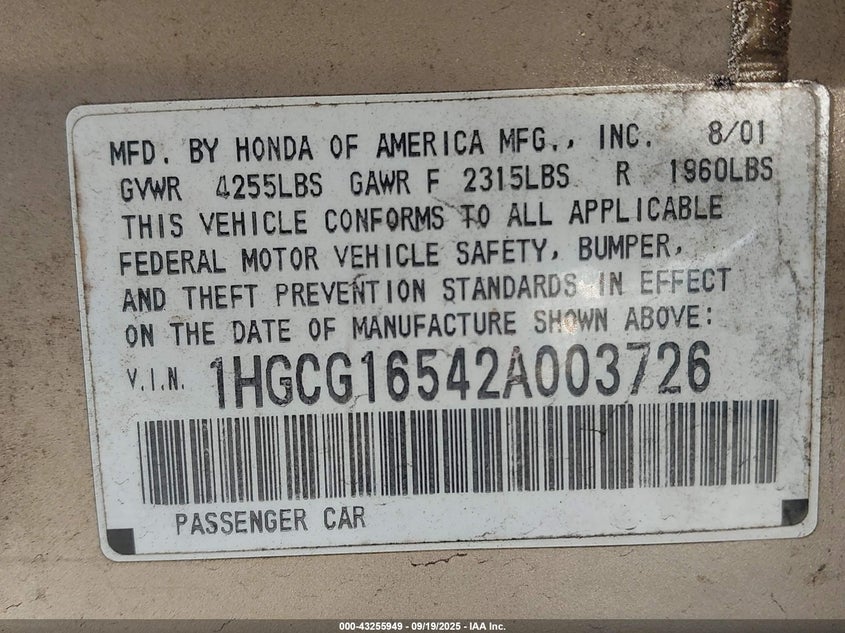 MFD. BY HONDA OF AMERICA MFG., INC. 8/01
GVWR 4255LBS GAWR F 2315LBS R 1960LBS
THIS VEHICLE CONFORMS TO ALL APPLICABLE
FEDERAL MOTOR VEHICLE SAFETY, BUMPER,
AND THEFT PREVENTION STANDARDS IN EFFECT
ON THE DATE OF MANUFACTURE SHOWN ABOVE:
V.I.N. 1HGCG16542A003726
PASSENGER CAR
000-43255949 - 09/19/2025 - IAA Inc.